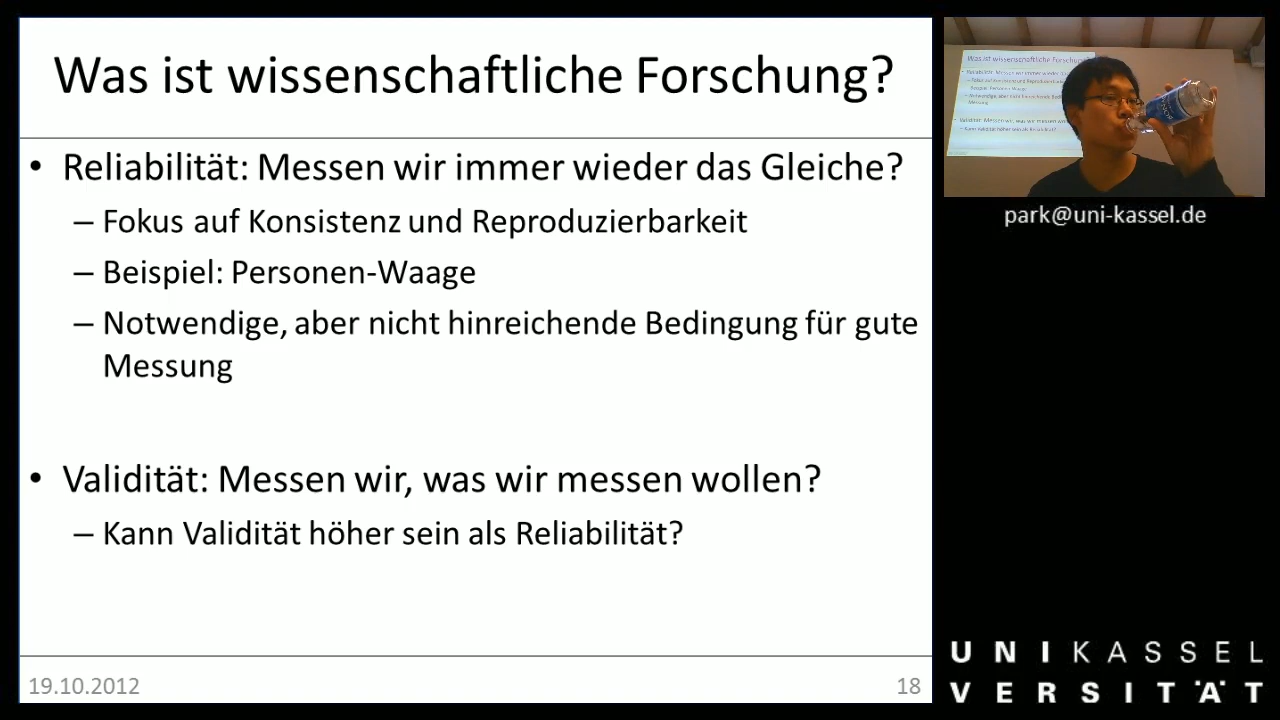 Was ist wissenschaftliche Forschung?
• Reliabilität: Messen wir immer wieder das Gleiche?
– Fokus auf Konsistenz und Reproduzierbarkeit
– Beispiel: Personen-Waage
– Notwendige, aber nicht hinreichende Bedingung für gute
Messung
• Validität: Messen wir, was wir messen wollen?
– Kann Validität höher sein als Reliabilität?
19.10.2012
18
park@uni-kassel.de
UNIKASSEL
VERSITÄT